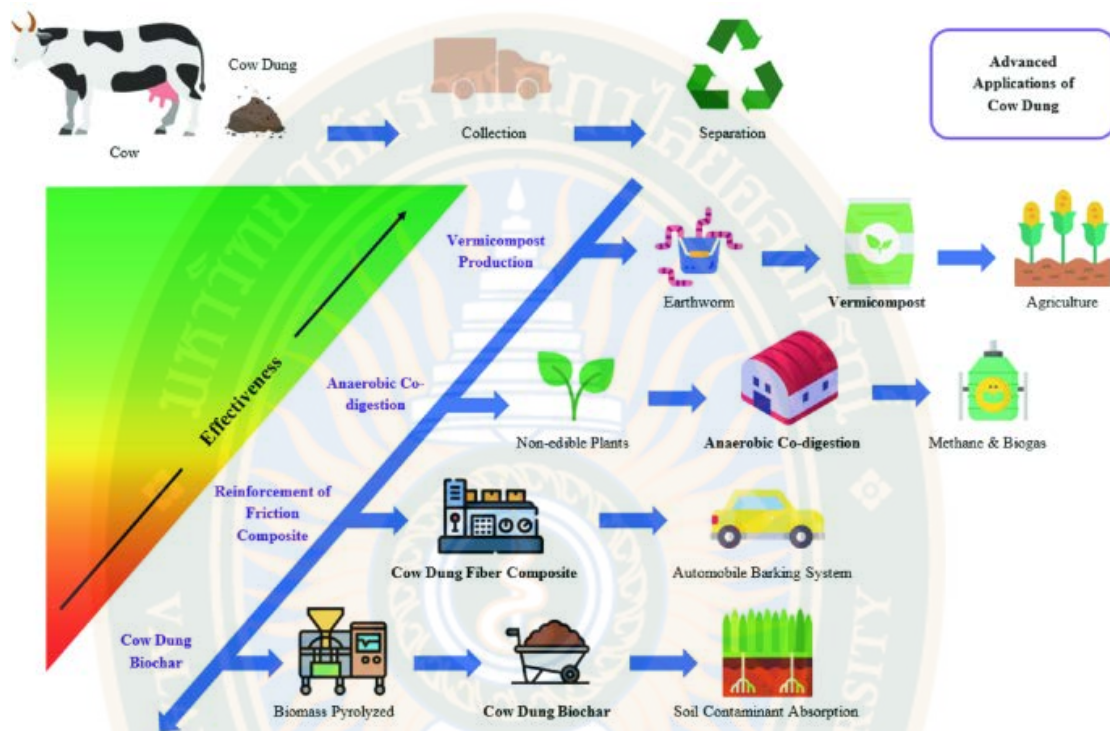 Cow Dung
Cow
Collection
Separation
Advanced
Applications of
Cow Dung
Effectiveness
Vermicompost
Production
Earthworm
Vermicompost
Agriculture
Anaerobic Co-
digestion
Non-edible Plants
Anaerobic Co-digestion
Methane & Biogas
Reinforcement of
Friction
Composite
Cow Dung Fiber Composite
Automobile Barking System
Cow Dung
Biochar
Biomass Pyrolyzed
Cow Dung Biochar
Soil Contaminant Absorption